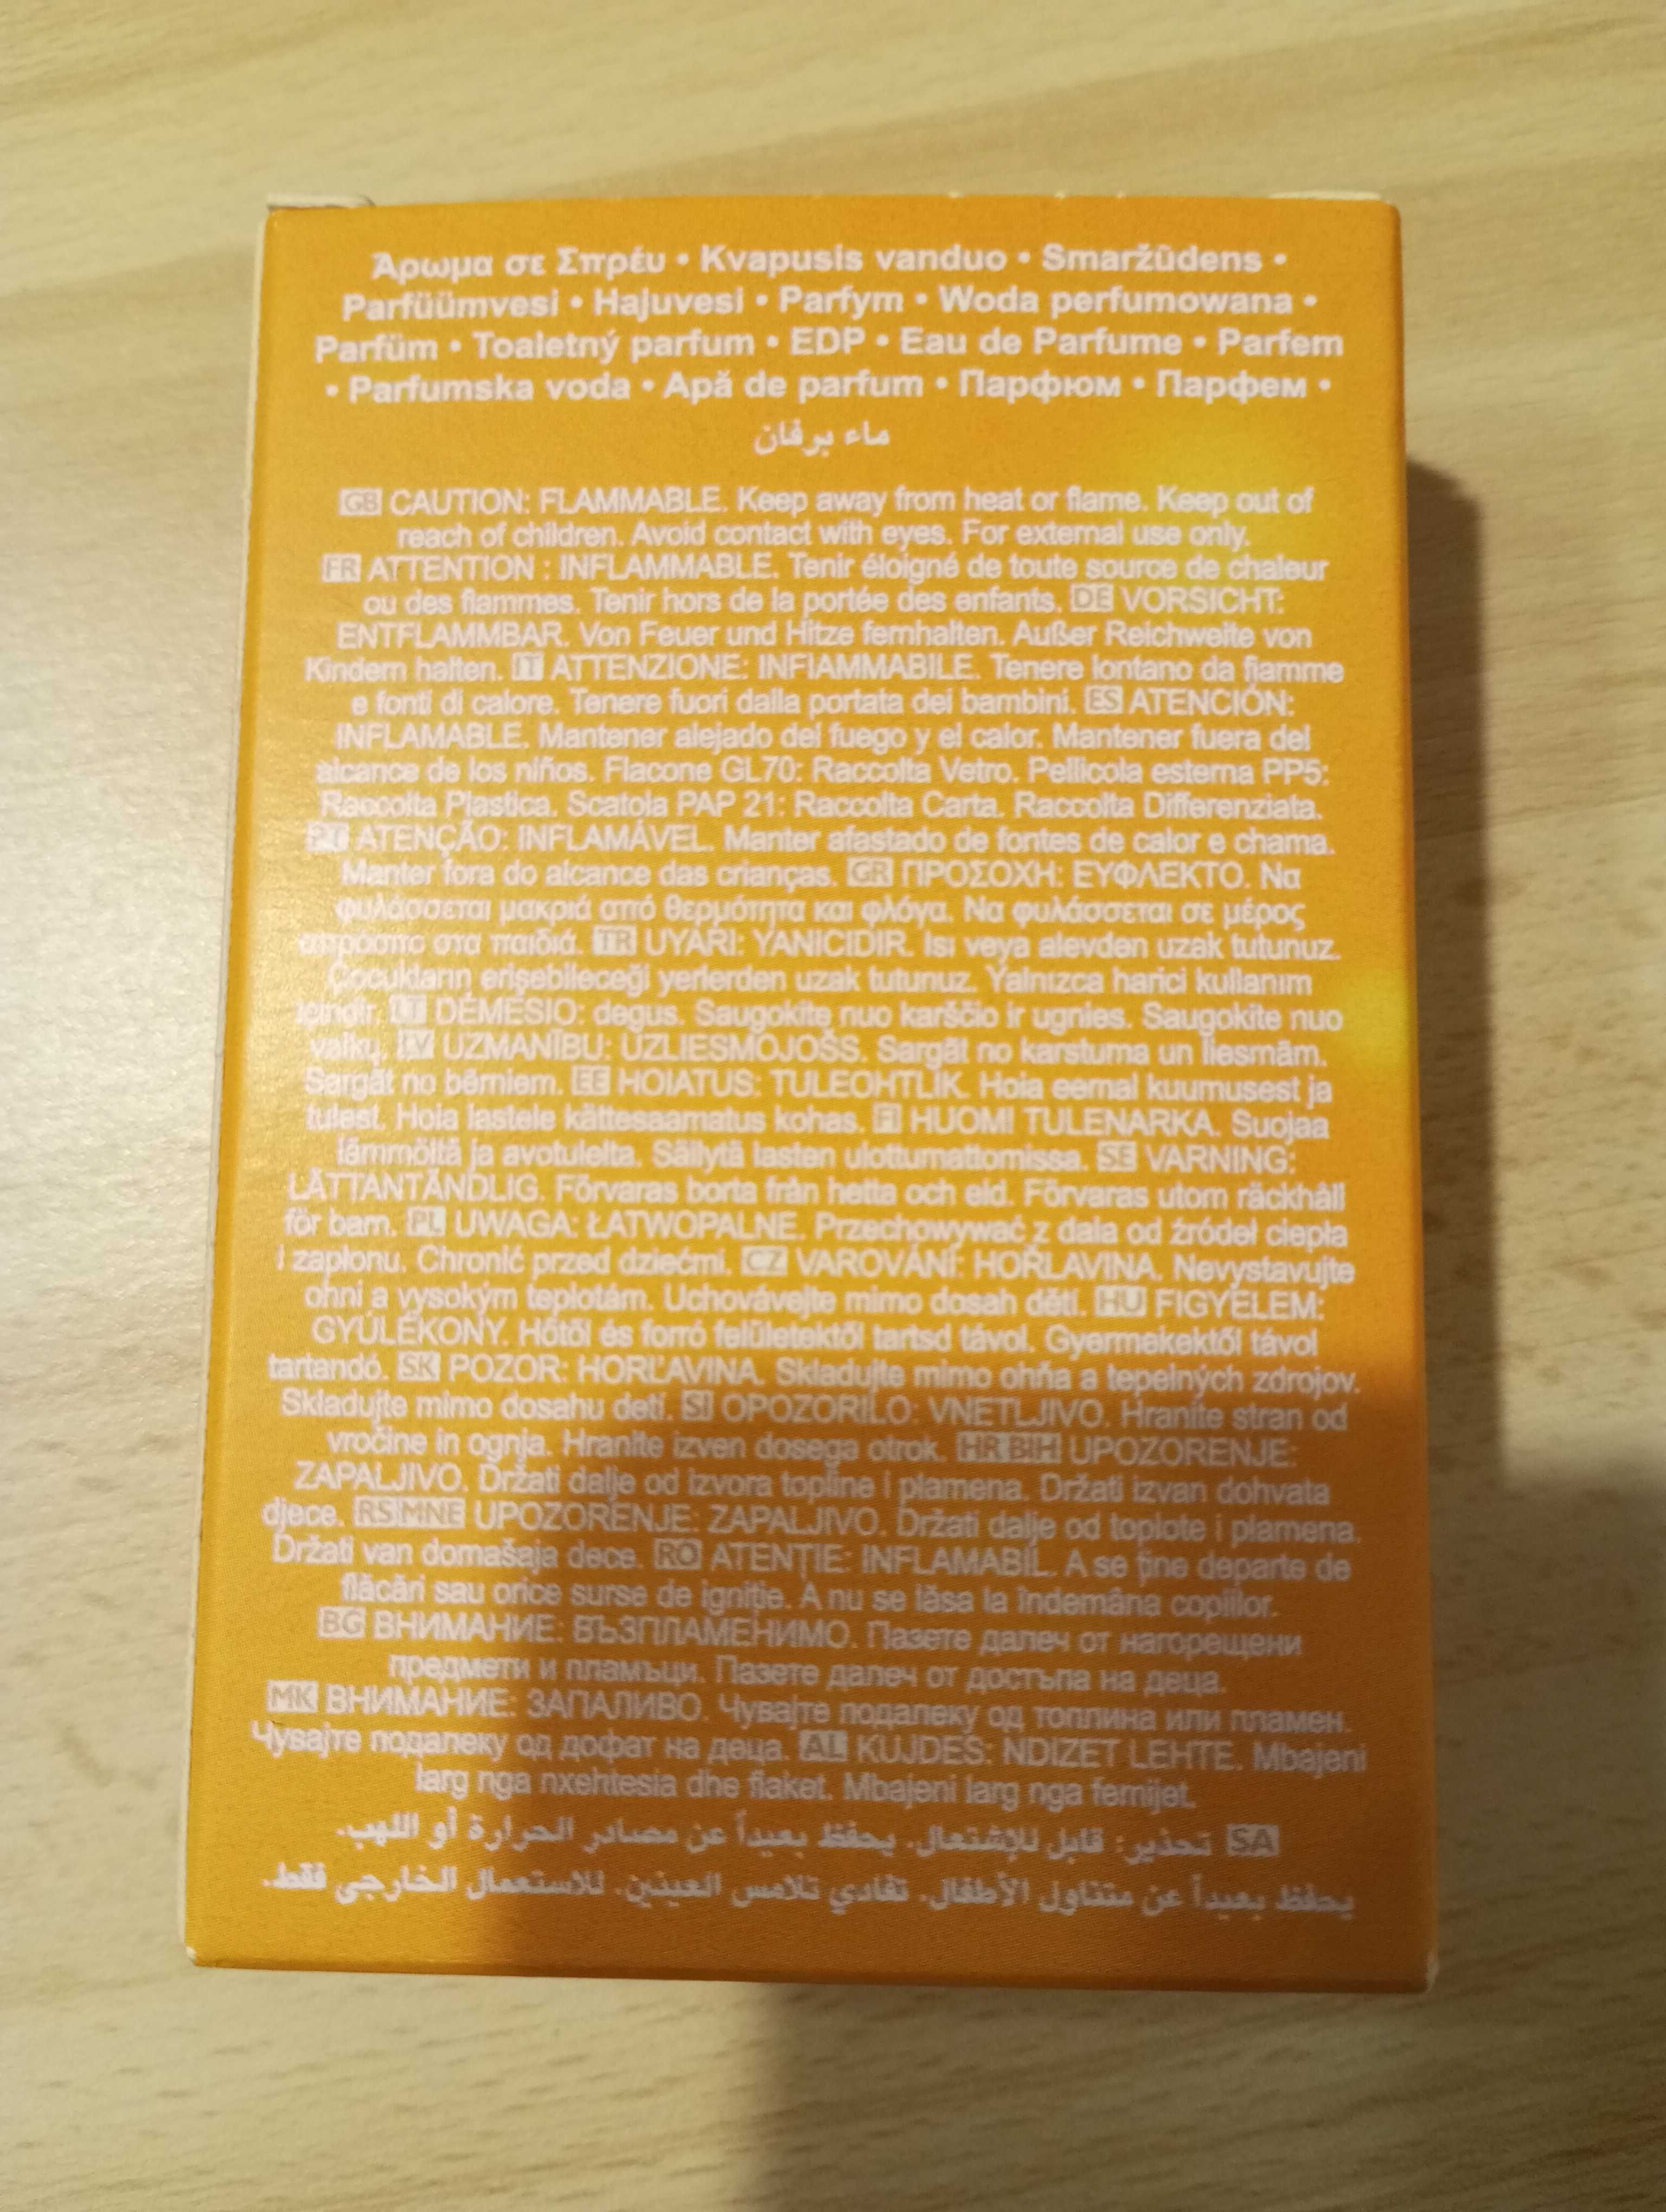 Άρωμα σε Σπρέυ • Kvapusis vanduo • Smaržūdens •
Parfüümvesi • Hajuvesi • Parfym • Woda perfumowana •
Parfüm • Toaletný parfum • EDP • Eau de Parfume • Parfem
• Parfumska voda • Apă de parfum • Парфюм • Парфем •
ماء برفان
GB CAUTION: FLAMMABLE. Keep away from heat or flame. Keep out of
reach of children. Avoid contact with eyes. For external use only.
FR ATTENTION : INFLAMMABLE. Tenir éloigné de toute source de chaleur
ou des flammes. Tenir hors de la portée des enfants. DE VORSICHT:
ENTFLAMMBAR. Von Feuer und Hitze fernhalten. Außer Reichweite von
Kindern halten. IT ATTENZIONE: INFIAMMABILE. Tenere lontano da fiamme
e fonti di calore. Tenere fuori dalla portata dei bambini. ES ATENCIÓN:
INFLAMABLE. Mantener alejado del fuego y el calor. Mantener fuera del
alcance de los niños. Flacone GL70: Raccolta Vetro. Pellicola esterna PP5:
Raccolta Plastica. Scatola PAP 21: Raccolta Carta. Raccolta Differenziata.
PT ATENÇÃO: INFLAMÁVEL. Manter afastado de fontes de calor e chama.
Manter fora do alcance das crianças. GR ΠΡΟΣΟΧΗ: ΕΥΦΛΕΚΤΟ. Να
φυλάσσεται μακριά από θερμότητα και φλόγα. Να φυλάσσεται σε μέρος
απρόσιτο στα παιδιά. TR UYARI: YANICIDIR. Isı veya alevden uzak tutunuz.
Çocukların erişebileceği yerlerden uzak tutunuz. Yalnızca harici kullanım
içindir. LT DĖMESIO: degus. Saugokite nuo karščio ir ugnies. Saugokite nuo
vaikų. LV UZMANĪBU: UZLIESMOJOŠS. Sargāt no karstuma un liesmām.
Sargāt no bērniem. EE HOIATUS: TULEOHTLIK. Hoia eemal kuumusest ja
tulest. Hoia lastele kättesaamatus kohas. FI HUOMI TULENARKA. Suojaa
lämmöltä ja avotulelta. Säilytä lasten ulottumattomissa. SE VARNING:
LÄTTANTÄNDLIG. Förvaras borta från hetta och eld. Förvaras utom räckhåll
för barn. PL UWAGA: ŁATWOPALNE. Przechowywać z dala od źródeł ciepła
i zapłonu. Chronić przed dziećmi. CZ VAROVÁNÍ: HOŘLAVINA. Nevystavujte
ohni a vysokým teplotám. Uchovávejte mimo dosah dětí. HU FIGYELEM:
GYÚLÉKONY. Hőtől és forró felületektől tartsd távol. Gyermekektől távol
tartandó. SK POZOR: HORĽAVINA. Skladujte mimo ohňa a tepelných zdrojov.
Skladujte mimo dosahu detí. SI OPOZORILO: VNETLJIVO. Hranite stran od
vročine in ognja. Hranite izven dosega otrok. HR BIH UPOZORENJE:
ZAPALJIVO. Držati dalje od izvora topline i plamena. Držati izvan dohvata
djece. RS MNE UPOZORENJE: ZAPALJIVO. Držati dalje od toplote i plamena.
Držati van domašaja dece. RO ATENȚIE: INFLAMABIL. A se ține departe de
flăcări sau orice surse de igniție. A nu se lăsa la îndemâna copiilor.
BG ВНИМАНИЕ: ВЪЗПЛАМЕНИМО. Пазете далеч от нагорещени
предмети и пламъци. Пазете далеч от достъпа на деца.
MK ВНИМАНИЕ: ЗАПАЛИВО. Чувајте подалеку од топлина или пламен.
Чувајте подалеку од дофат на деца. AL KUJDES: NDIZET LEHTE. Mbajeni
larg nga nxehtesia dhe flaket. Mbajeni larg nga femijet.
SA تحذير: قابل للإشتعال. يحفظ بعيداً عن مصادر الحرارة أو اللهب.
يحفظ بعيداً عن متناول الأطفال. تفادي تلامس العينين. للاستعمال الخارجي فقط.